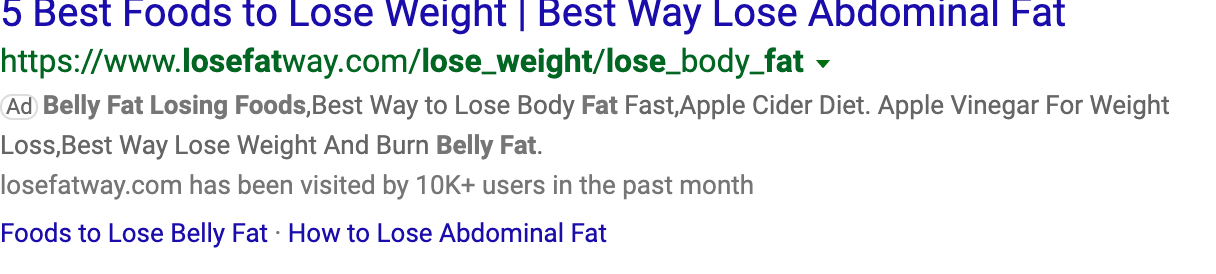 5 Best Foods to Lose Weight | Best Way Lose Abdominal Fat
https://www.losefatway.com/lose_weight/lose_body_fat
Ad Belly Fat Losing Foods,Best Way to Lose Body Fat Fast,Apple Cider Diet. Apple Vinegar For Weight
Loss,Best Way Lose Weight And Burn Belly Fat.
losefatway.com has been visited by 10K+ users in the past month
Foods to Lose Belly Fat · How to Lose Abdominal Fat